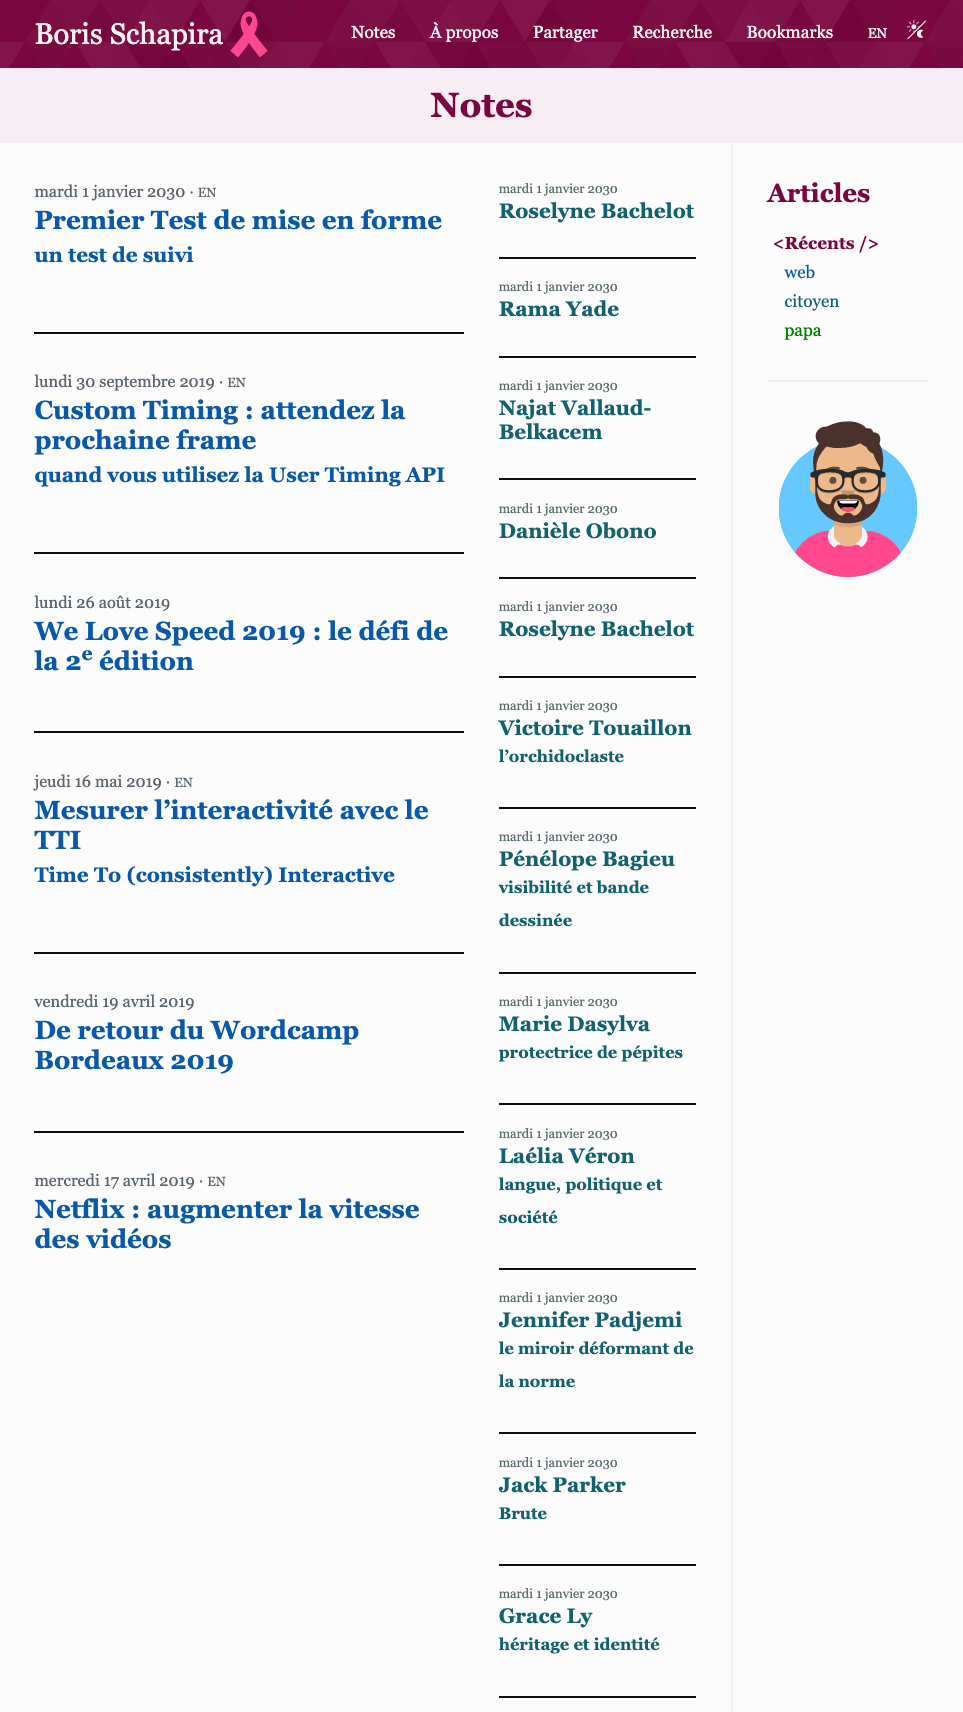 Boris Schapira
Notes
À propos
Partager
Recherche
Bookmarks
EN
Notes
mardi 1 janvier 2030 · EN
Premier Test de mise en forme
un test de suivi
lundi 30 septembre 2019 · EN
Custom Timing : attendez la
prochaine frame
quand vous utilisez la User Timing API
lundi 26 août 2019
We Love Speed 2019 : le défi de
la 2e édition
jeudi 16 mai 2019 · EN
Mesurer l’interactivité avec le
TTI
Time To (consistently) Interactive
vendredi 19 avril 2019
De retour du Wordcamp
Bordeaux 2019
mercredi 17 avril 2019 · EN
Netflix : augmenter la vitesse
des vidéos
mardi 1 janvier 2030
Roselyne Bachelot
mardi 1 janvier 2030
Rama Yade
mardi 1 janvier 2030
Najat Vallaud-
Belkacem
mardi 1 janvier 2030
Danièle Obono
mardi 1 janvier 2030
Roselyne Bachelot
mardi 1 janvier 2030
Victoire Touaillon
l’orchidoclaste
mardi 1 janvier 2030
Pénélope Bagieu
visibilité et bande
dessinée
mardi 1 janvier 2030
Marie Dasylva
protectrice de pépites
mardi 1 janvier 2030
Laélia Véron
langue, politique et
société
mardi 1 janvier 2030
Jennifer Padjemi
le miroir déformant de
la norme
mardi 1 janvier 2030
Jack Parker
Brute
mardi 1 janvier 2030
Grace Ly
héritage et identité
Articles
<Récents />
web
citoyen
papa